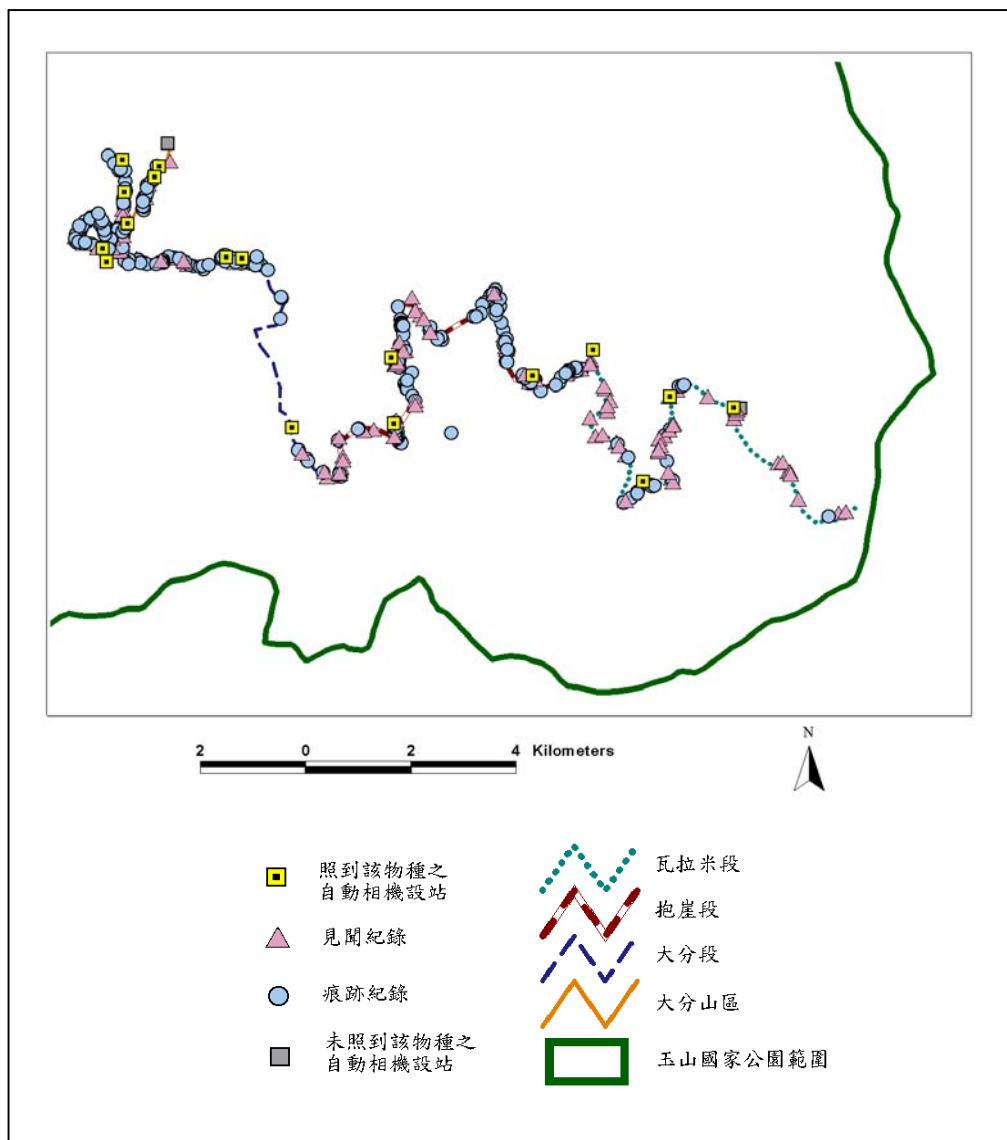 N
2 0 2 4 Kilometers
照到該物種之
自動相機設站
見聞紀錄
痕跡紀錄
未照到該物種之
自動相機設站
瓦拉米段
抱崖段
大分段
大分山區
玉山國家公園範圍